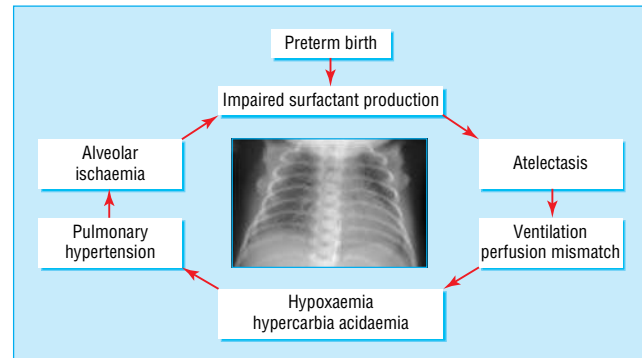 Preterm birth
Impaired surfactant production
Alveolar
ischaemia
Atelectasis
Pulmonary
hypertension
Ventilation
perfusion mismatch
Hypoxaemia
hypercarbia acidaemia